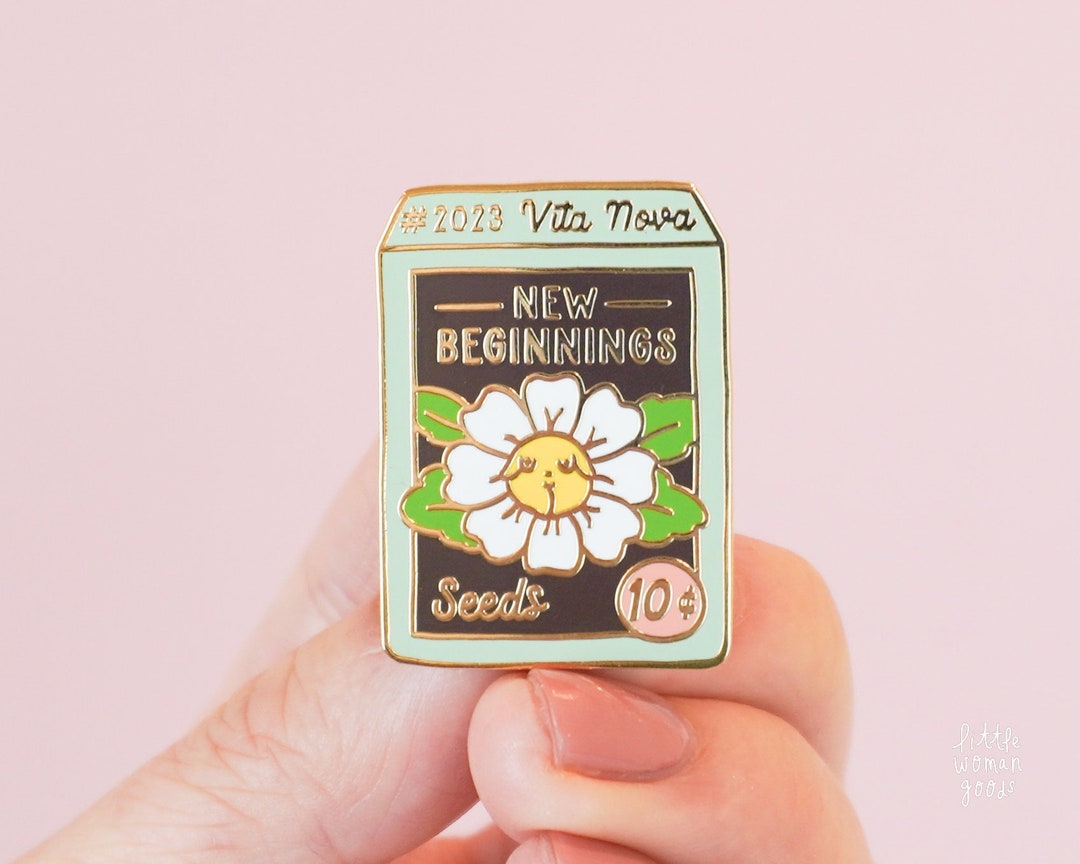 #2023 Vita Nova
NEW
BEGINNINGS
Seeds
10¢
little
woman
goods